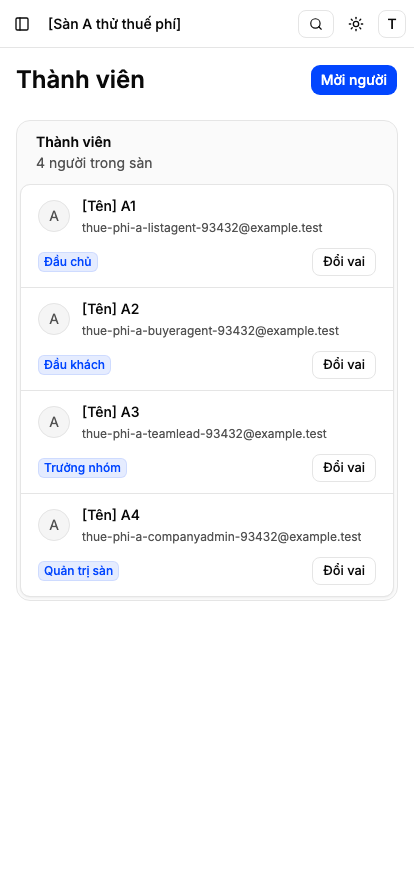 [Sàn A thử thuế phí]
T
Thành viên
Mời người
Thành viên
4 người trong sàn
A
[Tên] A1
thue-phi-a-listagent-93432@example.test
Đầu chủ
Đổi vai
A
[Tên] A2
thue-phi-a-buyeragent-93432@example.test
Đầu khách
Đổi vai
A
[Tên] A3
thue-phi-a-teamlead-93432@example.test
Trưởng nhóm
Đổi vai
A
[Tên] A4
thue-phi-a-companyadmin-93432@example.test
Quản trị sàn
Đổi vai